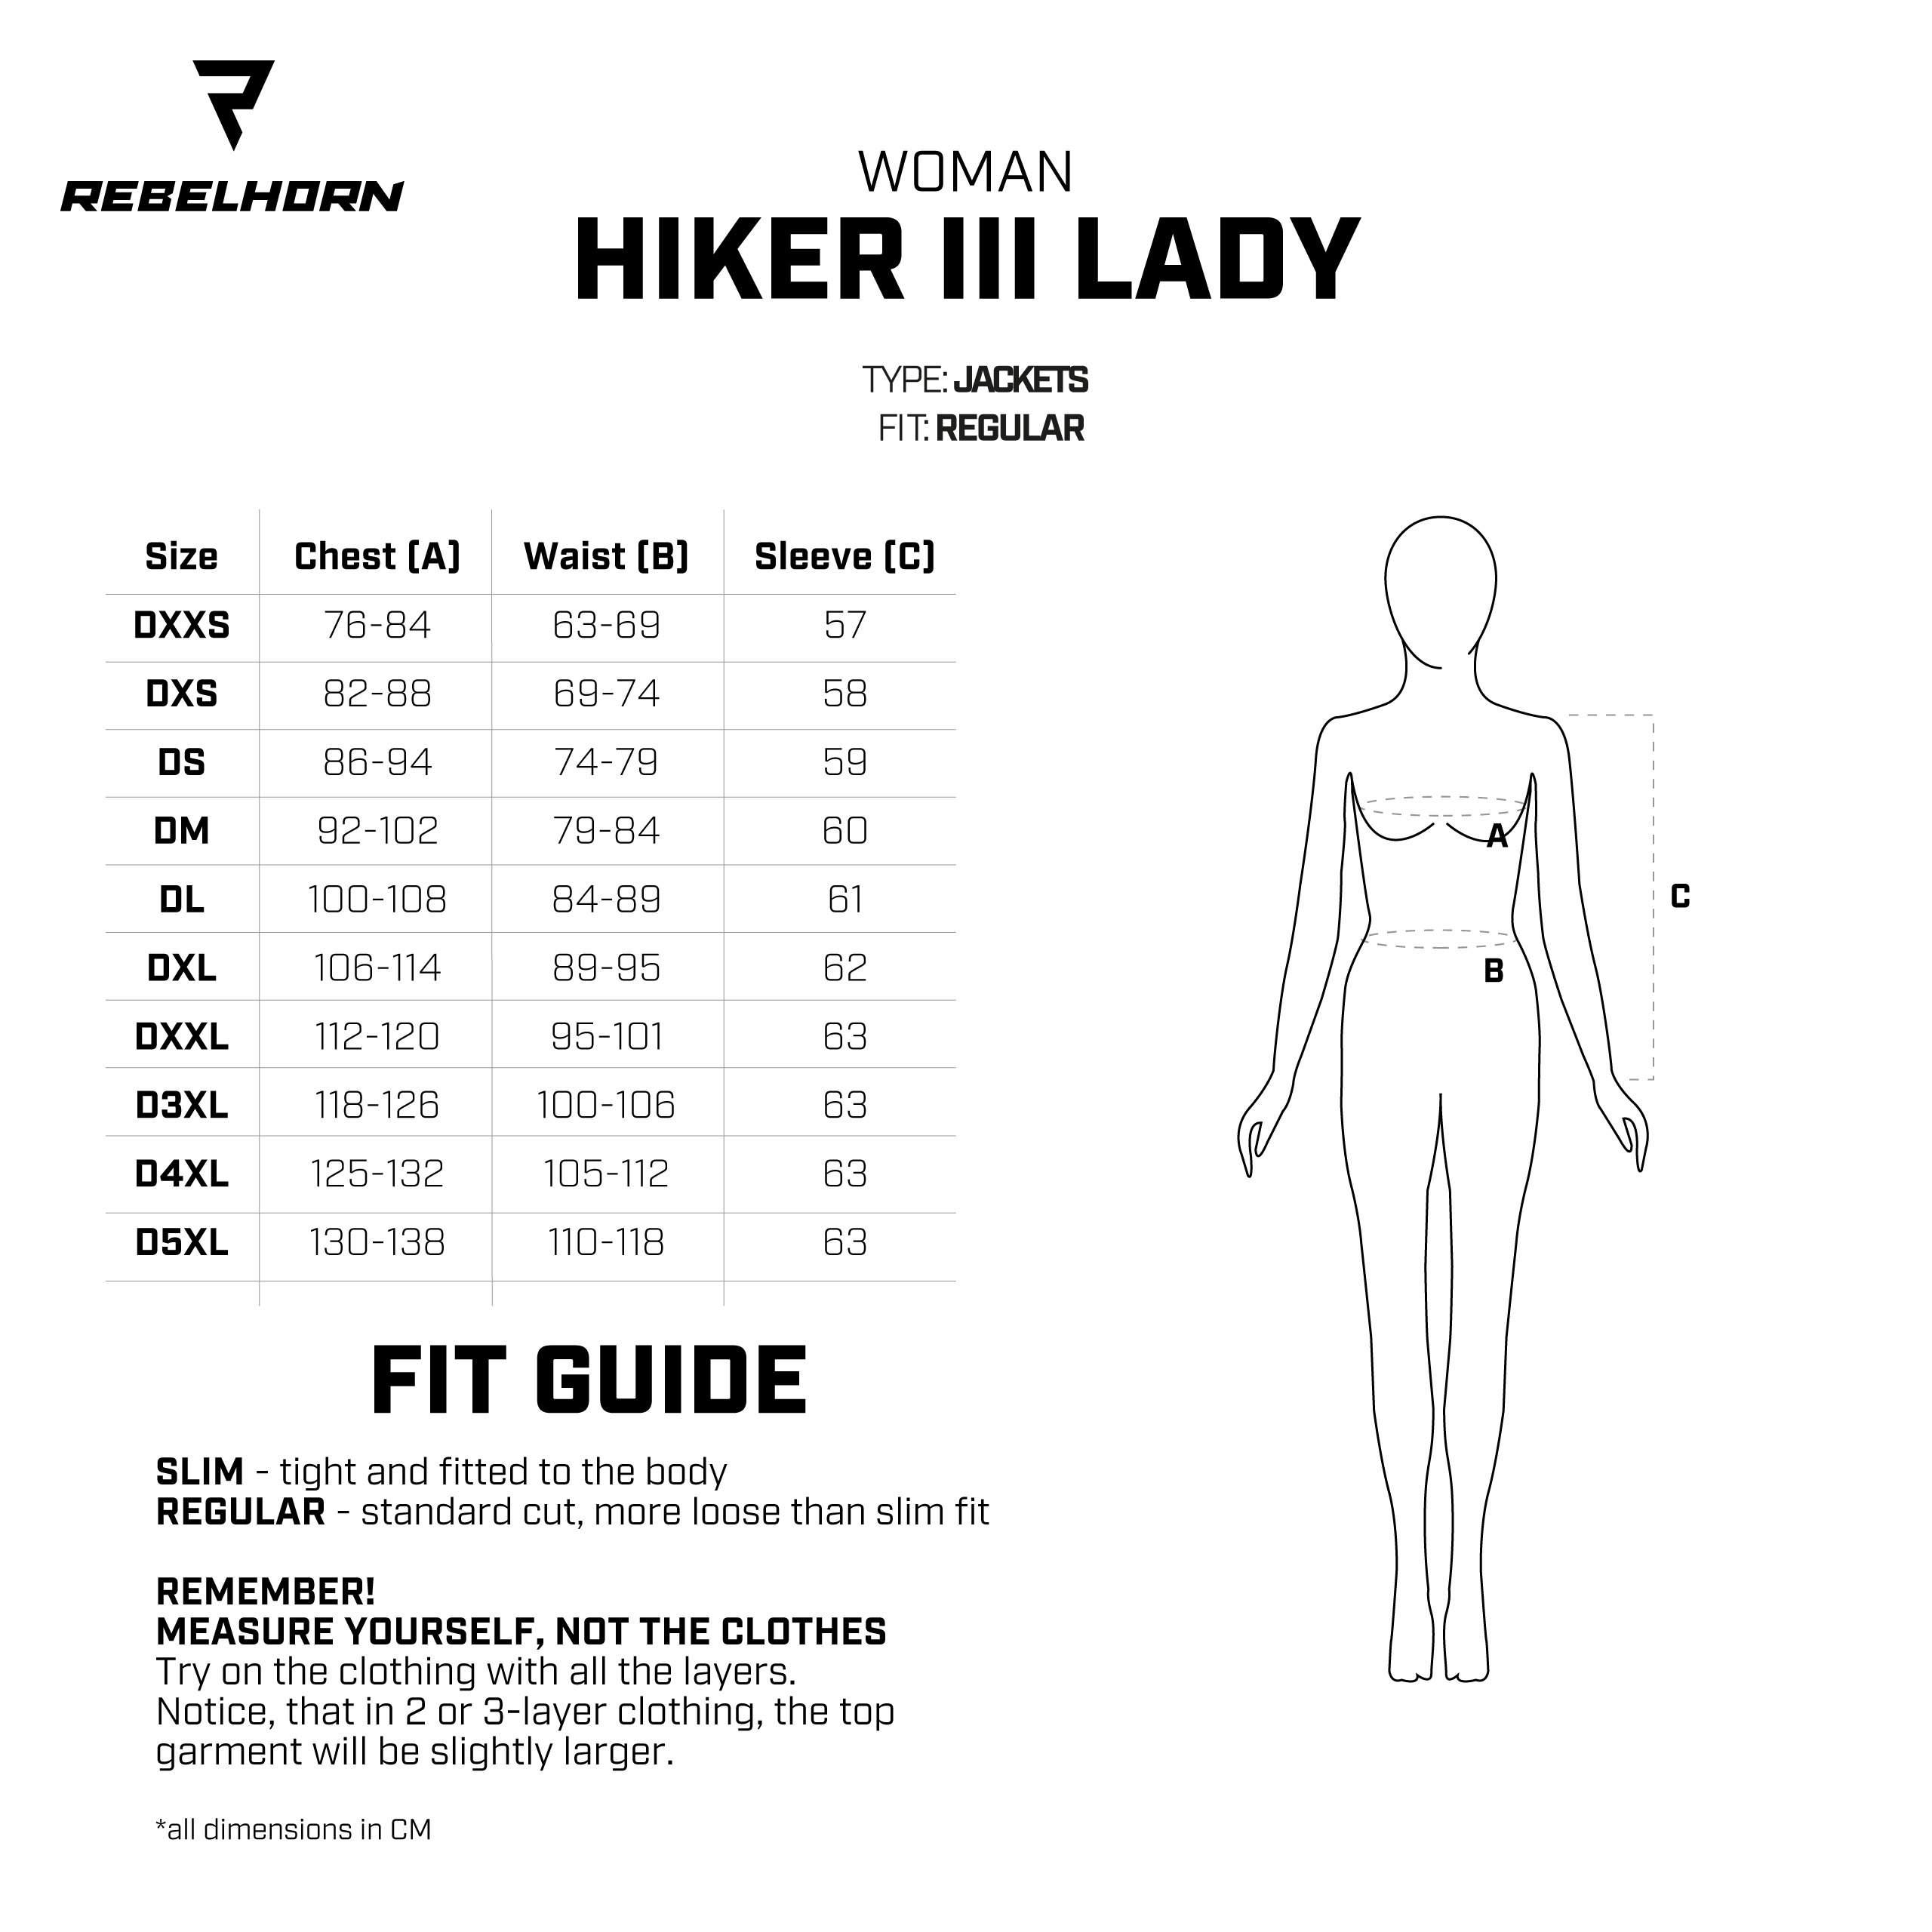 REBELHORN
WOMAN
HIKER III LADY
TYPE: JACKETS
FIT: REGULAR
Size Chest (A) Waist (B) Sleeve (C)
DXXS 76-84 63-69 57
DXS 82-88 69-74 58
DS 86-94 74-79 59
DM 92-102 79-84 60
DL 100-108 84-89 61
DXL 106-114 89-95 62
DXXL 112-120 95-101 63
D3XL 118-126 100-106 63
D4XL 125-132 105-112 63
D5XL 130-138 110-118 63
A
C
B
FIT GUIDE
SLIM - tight and fitted to the body
REGULAR - standard cut, more loose than slim fit
REMEMBER!
MEASURE YOURSELF, NOT THE CLOTHES
Try on the clothing with all the layers.
Notice, that in 2 or 3-layer clothing, the top
garment will be slightly larger.
*all dimensions in CM